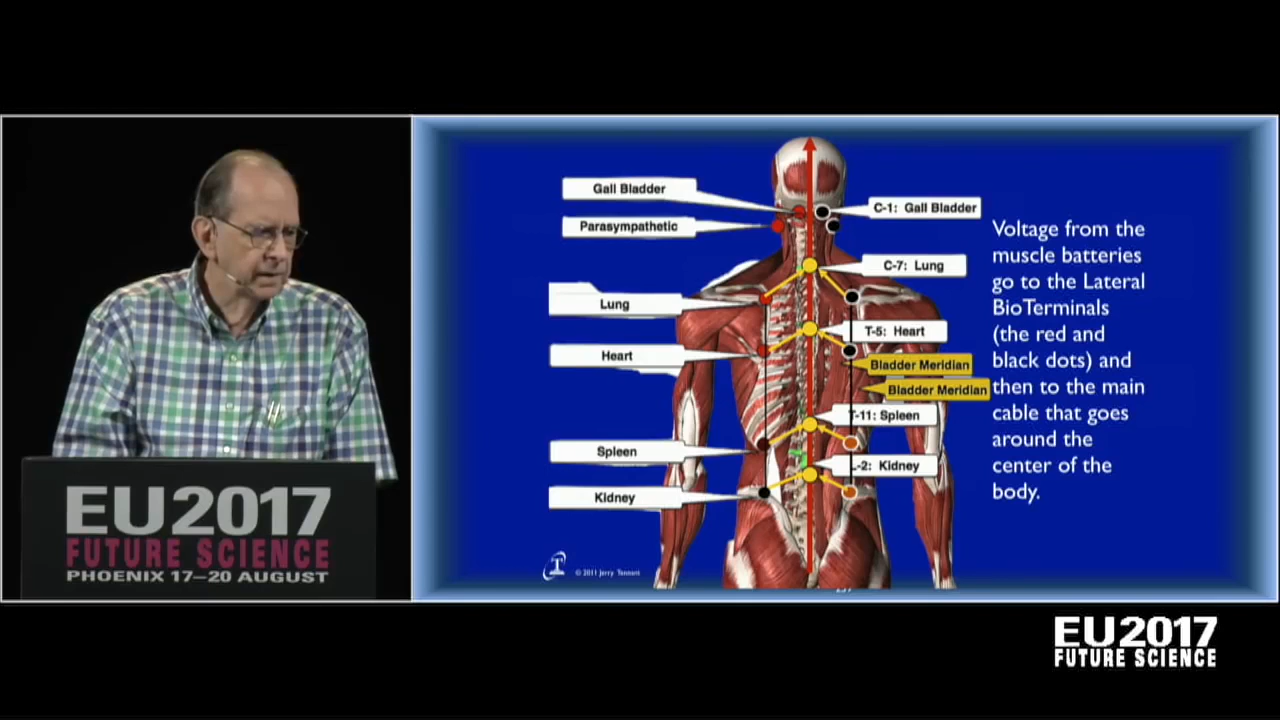 Gall Bladder
Parasympathetic
Lung
Heart
Spleen
Kidney
C-1: Gall Bladder
C-7: Lung
T-5: Heart
Bladder Meridian
Bladder Meridian
T-11: Spleen
L-2: Kidney
Voltage from the
muscle batteries
go to the Lateral
BioTerminals
(the red and
black dots) and
then to the main
cable that goes
around the
center of the
body.
T
© 2011 Jerry Tennant
EU2017
FUTURE SCIENCE
PHOENIX 17–20 AUGUST
EU2017
FUTURE SCIENCE